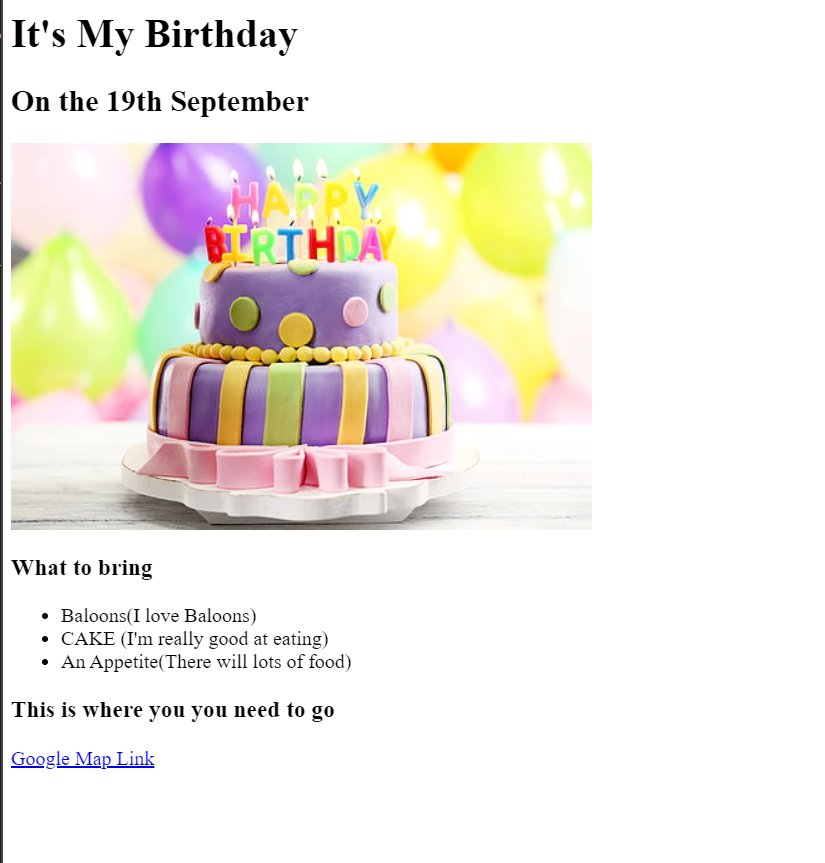 It's My Birthday
On the 19th September
HAPPY
BIRTHDAY
What to bring
Baloons(I love Baloons)
CAKE (I'm really good at eating)
An Appetite(There will lots of food)
This is where you you need to go
Google Map Link